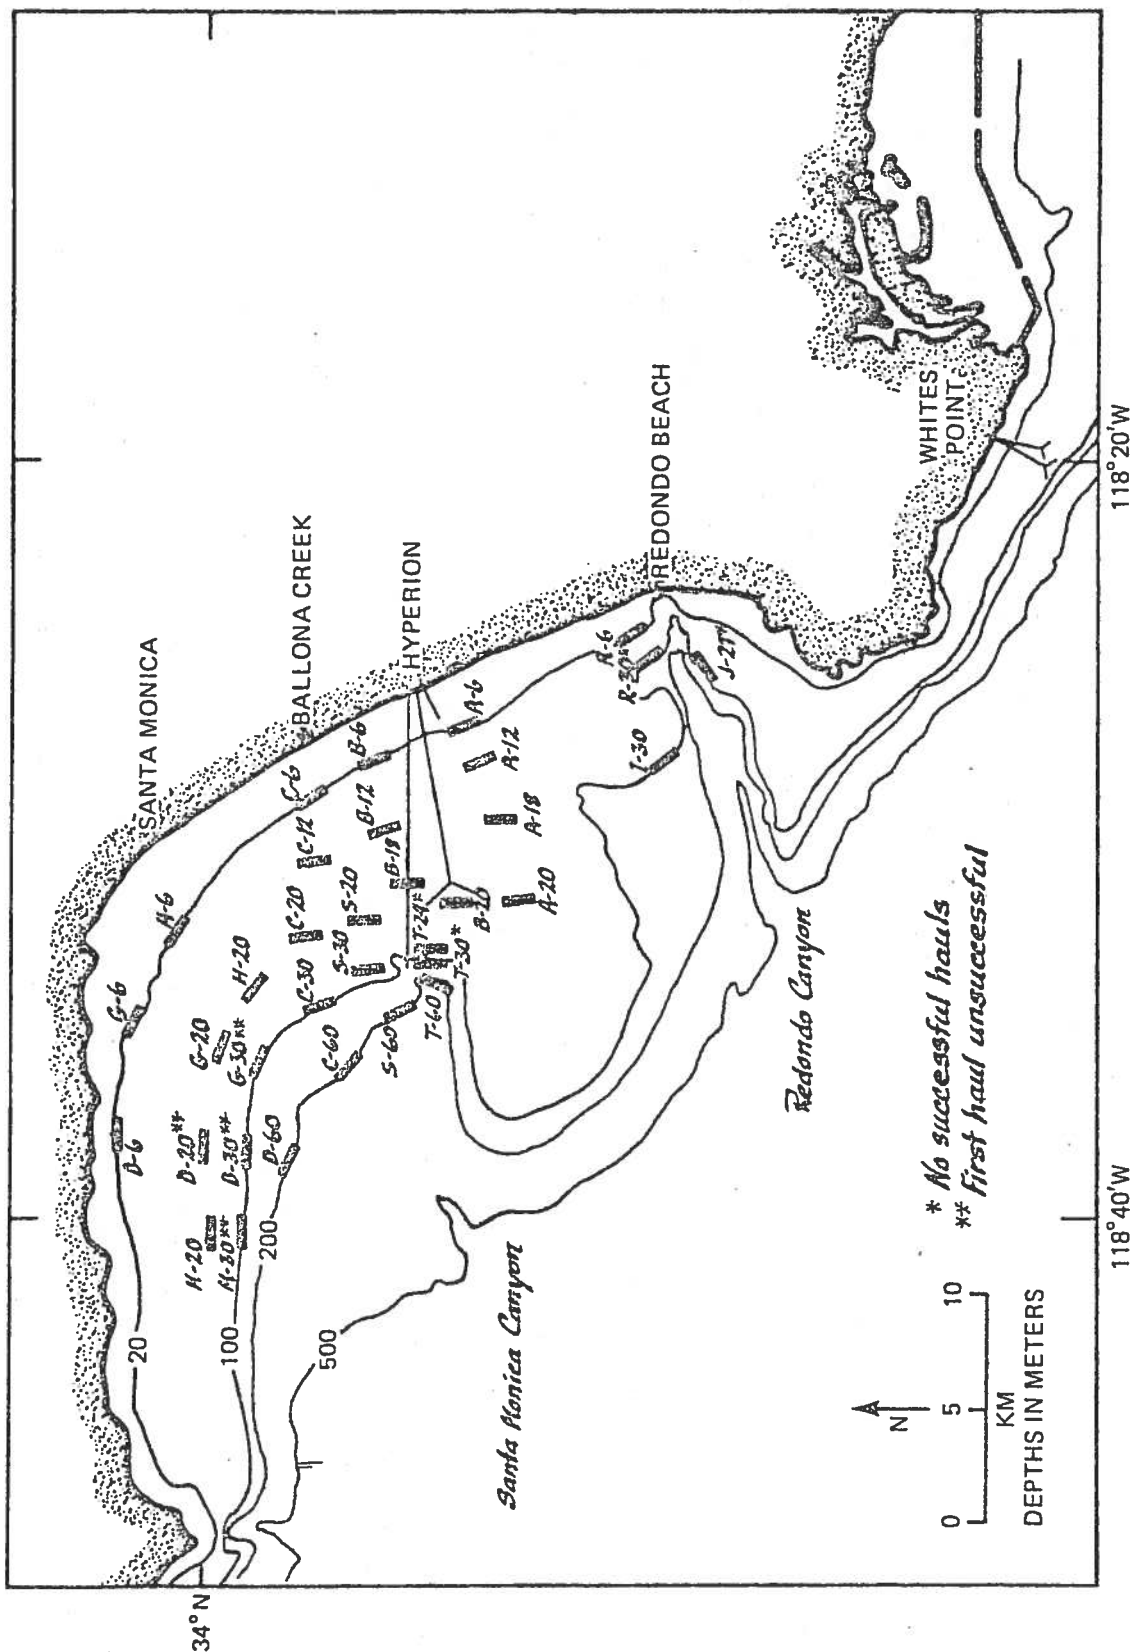 SANTA MONICA
BALLONA CREEK
HYPERION
REDONDO BEACH
WHITES
POINT
34°N
20
100
200
500
D-6
G-6
H-6
C-6
B-6
A-6
R-6
H-20
M-30**
D-20**
D-30**
D-60
G-20
G-30**
H-20
C-30
C-60
C-20
C-12
S-20
S-30
S-60
B-12
B-18
B-20
T-24*
T-30*
T-60
A-12
A-18
A-20
R-30*
I-30
Santa Monica Canyon
Redondo Canyon
* No successful hauls
** First haul unsuccessful
N
0 5 10
KM
DEPTHS IN METERS
118°40'W
118°20'W